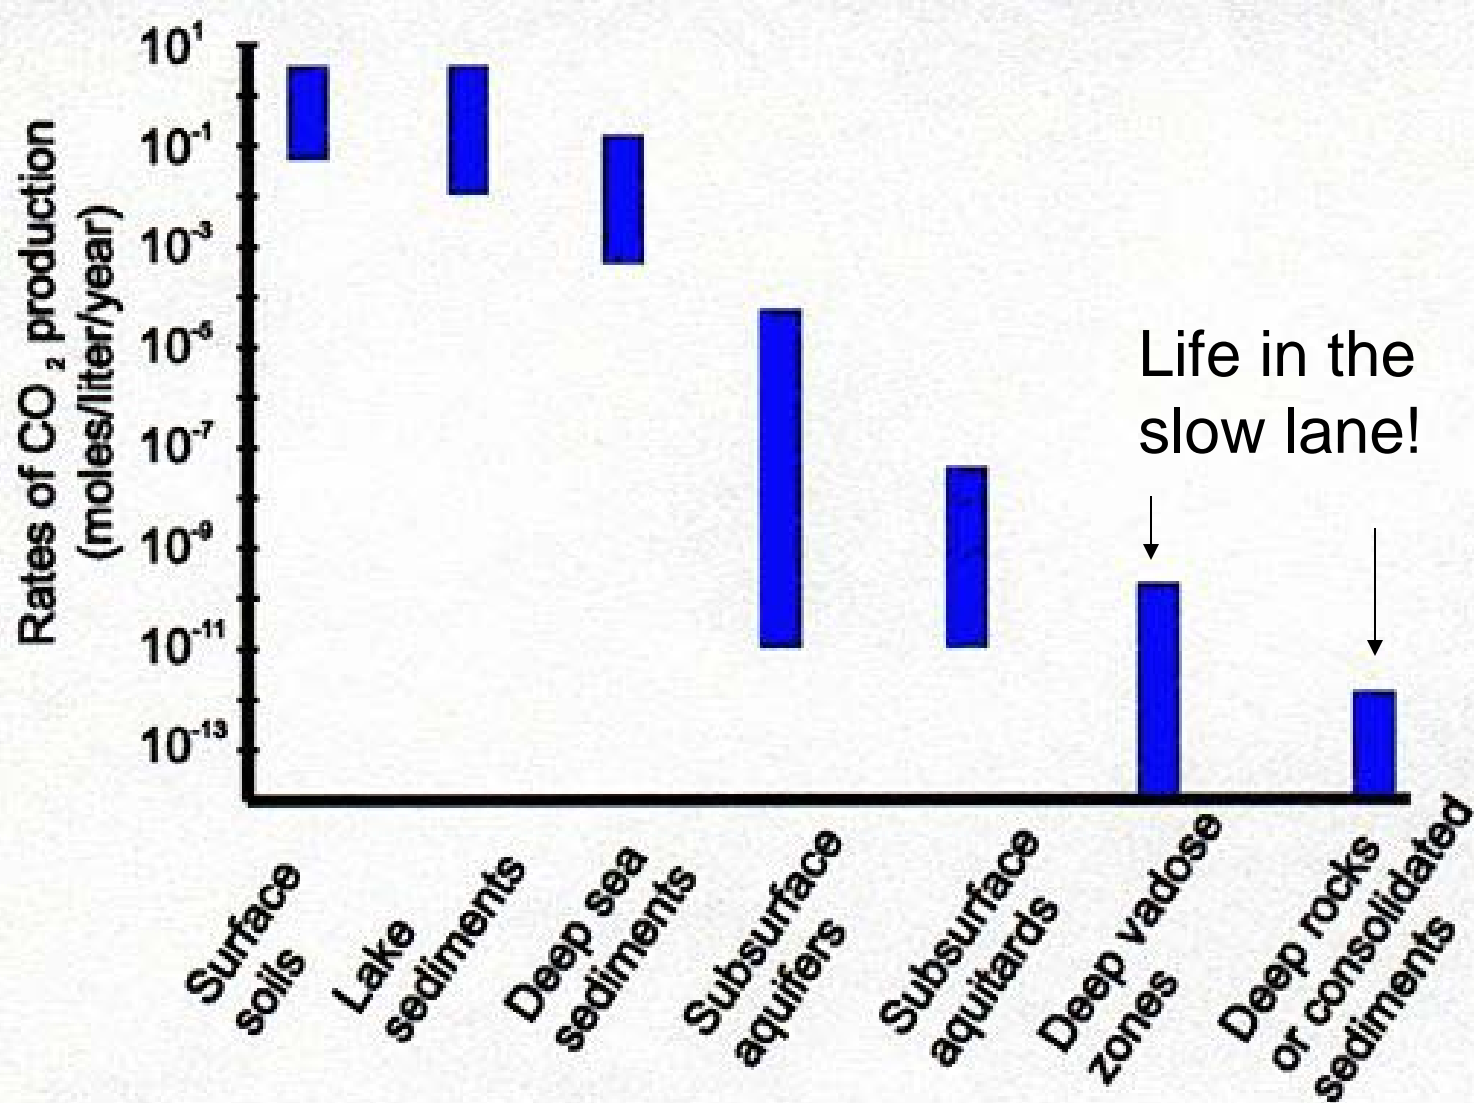 Rates of CO₂ production
(moles/liter/year)
10¹
10⁻¹
10⁻³
10⁻⁵
10⁻⁷
10⁻⁹
10⁻¹¹
10⁻¹³
Life in the
slow lane!
Surface
soils
Lake
sediments
Deep sea
sediments
Subsurface
aquifers
Subsurface
aquitards
Deep vadose
zones
Deep rocks
or consolidated
sediments